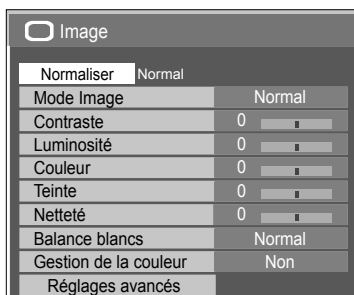 Image
Normaliser Normal
Mode Image Normal
Contraste 0
Luminosité 0
Couleur 0
Teinte 0
Netteté 0
Balance blancs Normal
Gestion de la couleur Non
Réglages avancés